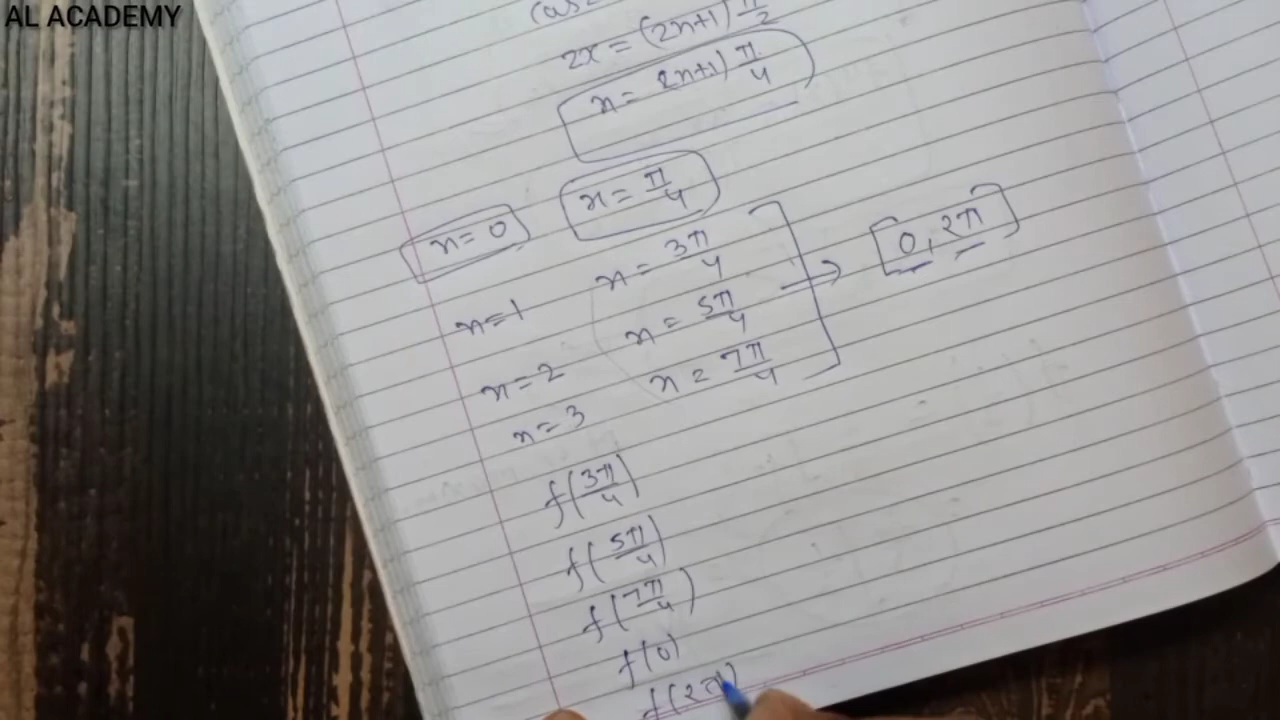 AL ACADEMY
2x = (2n+1) π/2
x = 2n+1) π/4
n = 0 x = π/4
n = 1 x = 3π/4
n = 2 x = 5π/4 → [0, 2π]
n = 3 x = 7π/4
f(3π/4)
f(5π/4)
f(7π/4)
f(0)
f(2π)